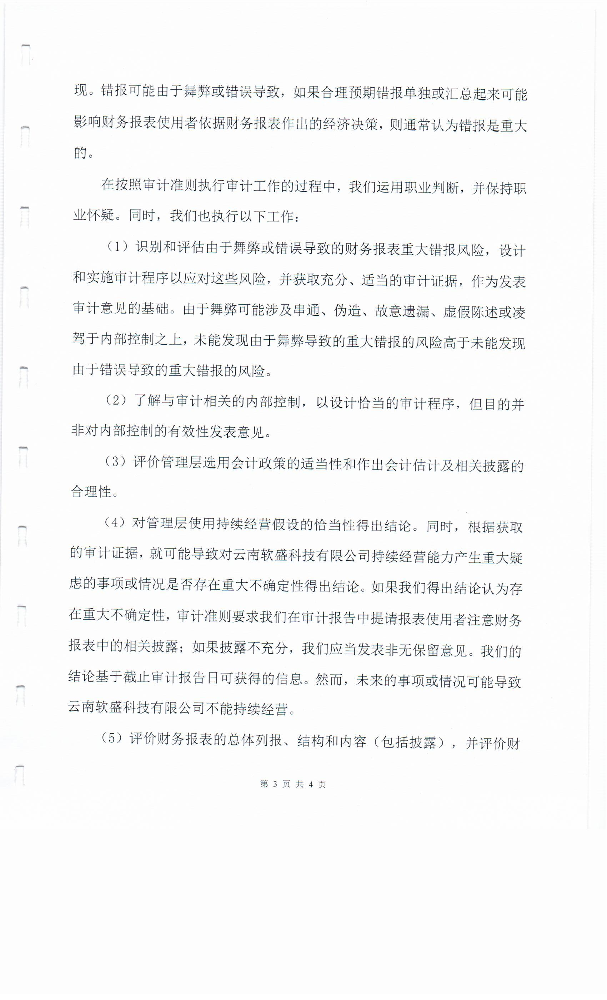 现。错报可能由于舞弊或错误导致，如果合理预期错报单独或汇总起来可能
影响财务报表使用者依据财务报表作出的经济决策，则通常认为错报是重大
的。
在按照审计准则执行审计工作的过程中，我们运用职业判断，并保持职
业怀疑。同时，我们也执行以下工作：
（1）识别和评估由于舞弊或错误导致的财务报表重大错报风险，设计
和实施审计程序以应对这些风险，并获取充分、适当的审计证据，作为发表
审计意见的基础。由于舞弊可能涉及串通、伪造、故意遗漏、虚假陈述或凌
驾于内部控制之上，未能发现由于舞弊导致的重大错报的风险高于未能发现
由于错误导致的重大错报的风险。
（2）了解与审计相关的内部控制，以设计恰当的审计程序，但目的并
非对内部控制的有效性发表意见。
（3）评价管理层选用会计政策的适当性和作出会计估计及相关披露的
合理性。
（4）对管理层使用持续经营假设的恰当性得出结论。同时，根据获取
的审计证据，就可能导致对云南软盛科技有限公司持续经营能力产生重大疑
虑的事项或情况是否存在重大不确定性得出结论。如果我们得出结论认为存
在重大不确定性，审计准则要求我们在审计报告中提请报表使用者注意财务
报表中的相关披露；如果披露不充分，我们应当发表非无保留意见。我们的
结论基于截止审计报告日可获得的信息。然而，未来的事项或情况可能导致
云南软盛科技有限公司不能持续经营。
（5）评价财务报表的总体列报、结构和内容（包括披露），并评价财
第 3 页 共 4 页